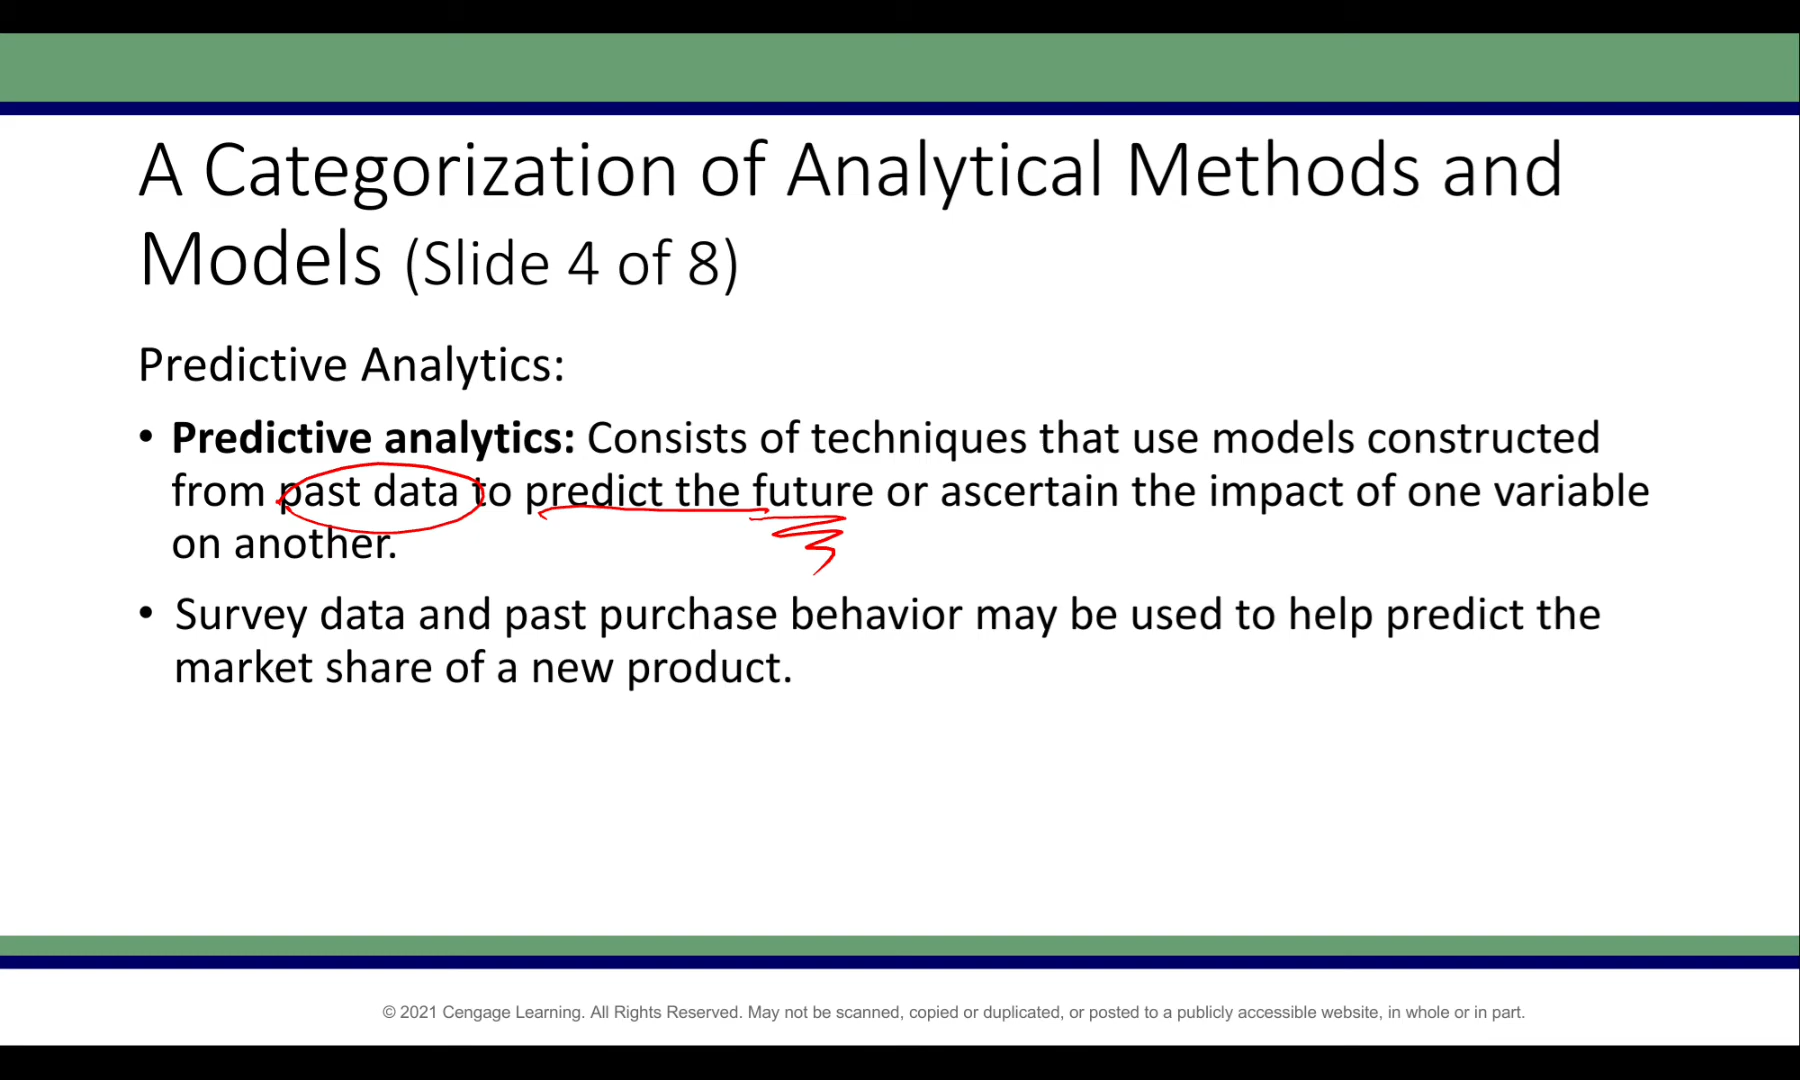 A Categorization of Analytical Methods and
Models (Slide 4 of 8)
Predictive Analytics:
• Predictive analytics: Consists of techniques that use models constructed
from past data to predict the future or ascertain the impact of one variable
on another.
• Survey data and past purchase behavior may be used to help predict the
market share of a new product.
© 2021 Cengage Learning. All Rights Reserved. May not be scanned, copied or duplicated, or posted to a publicly accessible website, in whole or in part.